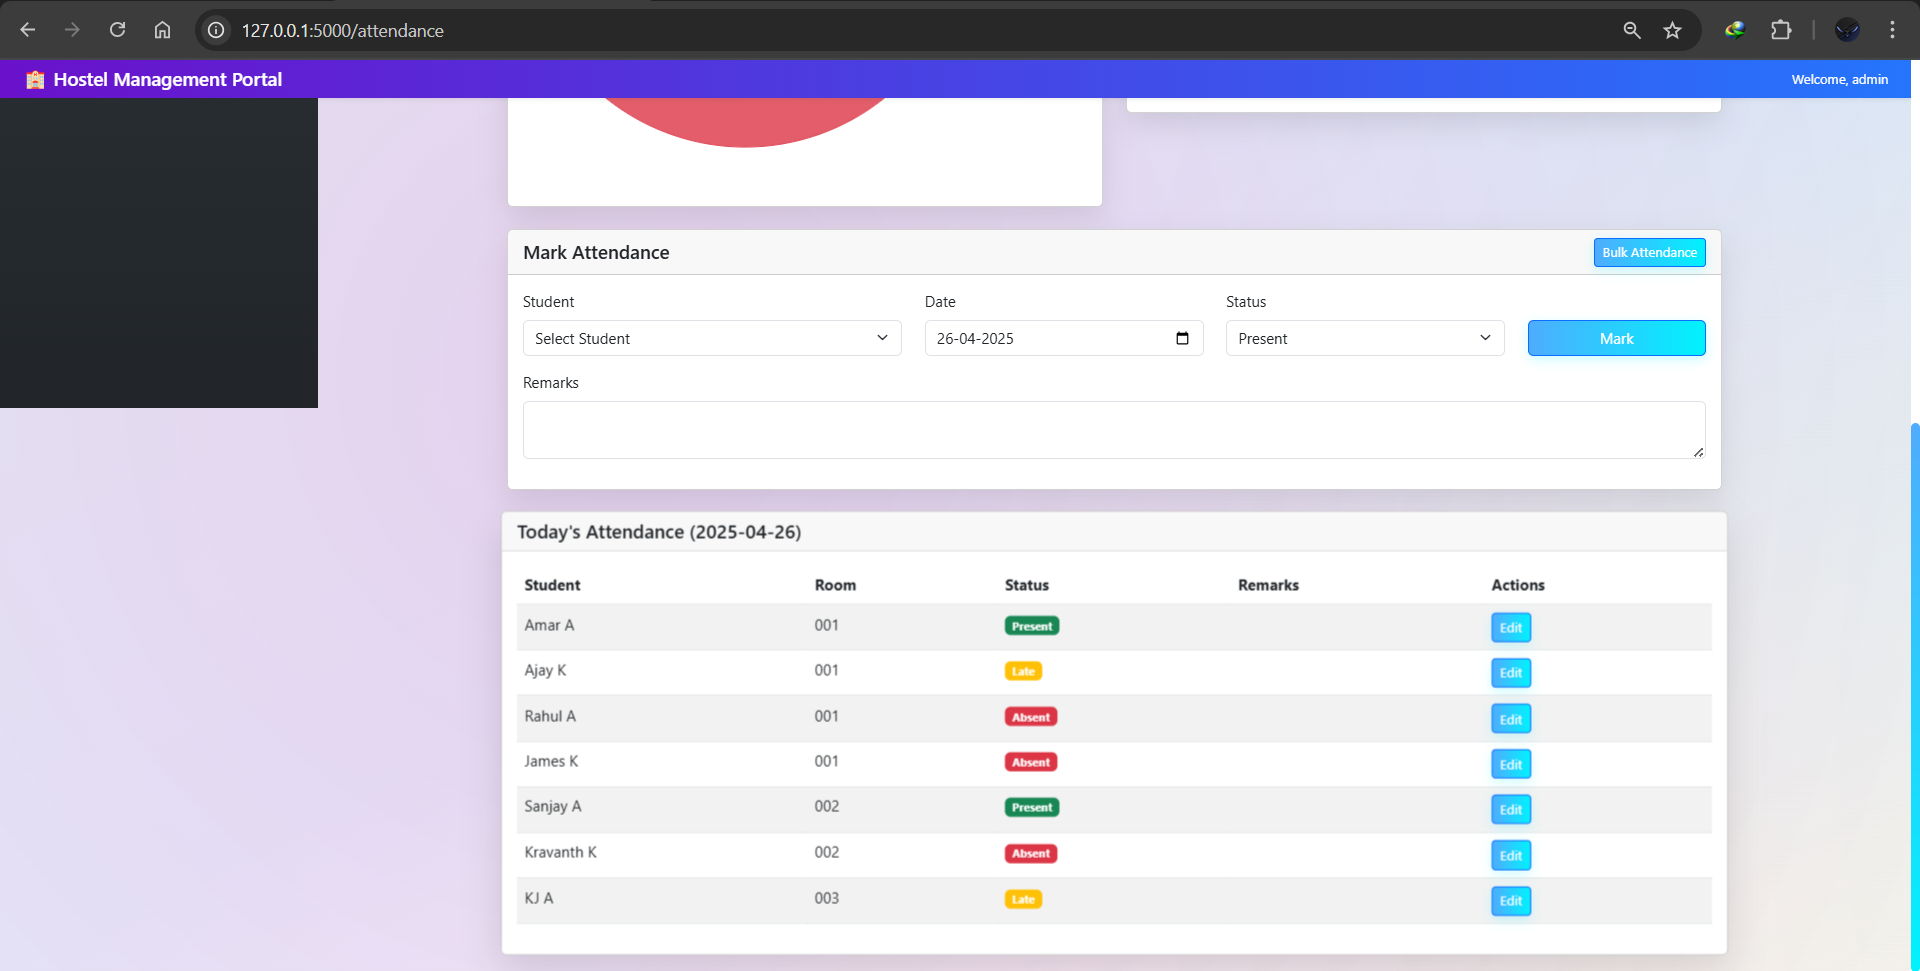 127.0.0.1:5000/attendance
Hostel Management Portal
Welcome, admin
Mark Attendance
Bulk Attendance
Student Date Status
Select Student 26-04-2025 Present Mark
Remarks
Today's Attendance (2025-04-26)
Student Room Status Remarks Actions
Amar A 001 Present Edit
Ajay K 001 Late Edit
Rahul A 001 Absent Edit
James K 001 Absent Edit
Sanjay A 002 Present Edit
Kravanth K 002 Absent Edit
KJ A 003 Late Edit